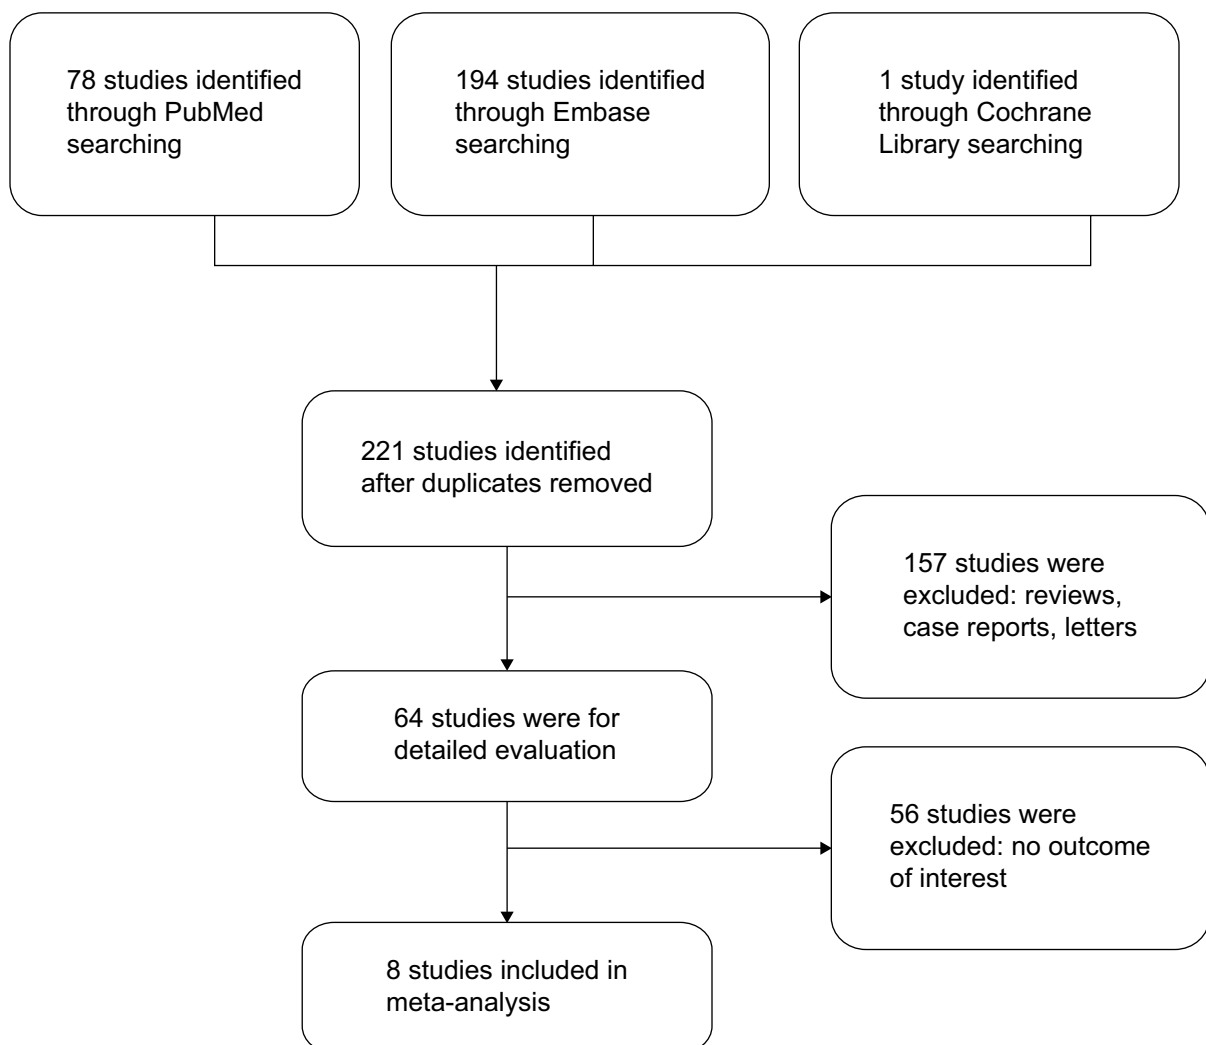 78 studies identified
through PubMed
searching
194 studies identified
through Embase
searching
1 study identified
through Cochrane
Library searching
221 studies identified
after duplicates removed
157 studies were
excluded: reviews,
case reports, letters
64 studies were for
detailed evaluation
56 studies were
excluded: no outcome
of interest
8 studies included in
meta-analysis